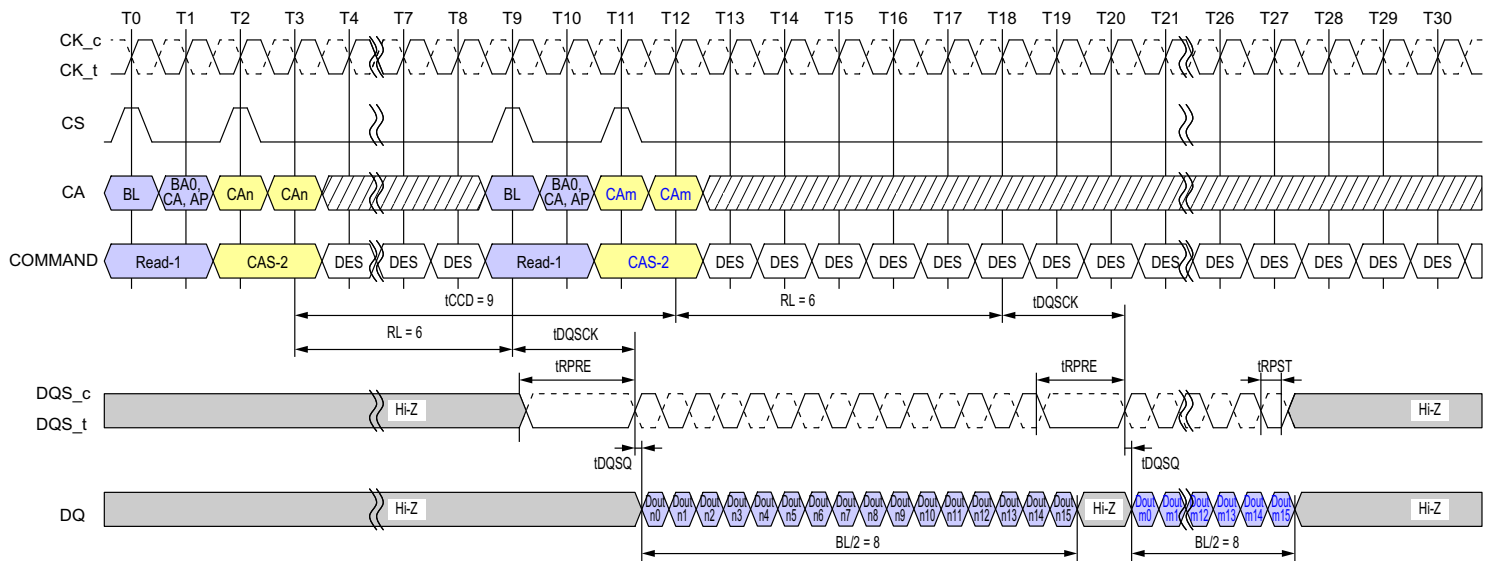 T0 T1 T2 T3 T4 T7 T8 T9 T10 T11 T12 T13 T14 T15 T16 T17 T18 T19 T20 T21 T26 T27 T28 T29 T30
CK_c
CK_t
CS
CA BL BA0, CA, AP CAn CAn BL BA0, CA, AP CAm CAm
COMMAND Read-1 CAS-2 DES DES DES Read-1 CAS-2 DES DES DES DES DES DES DES DES DES DES DES DES DES DES
tCCD = 9 RL = 6 tDQSCK
RL = 6 tDQSCK
tRPRE tRPRE tRPST
DQS_c
DQS_t
Hi-Z Hi-Z
tDQSQ tDQSQ
DQ Hi-Z Dout n0 Dout n1 Dout n2 Dout n3 Dout n4 Dout n5 Dout n6 Dout n7 Dout n8 Dout n9 Dout n10 Dout n11 Dout n12 Dout n13 Dout n14 Dout n15 Hi-Z Dout m0 Dout m1 Dout m12 Dout m13 Dout m14 Dout m15 Hi-Z
BL/2 = 8 BL/2 = 8